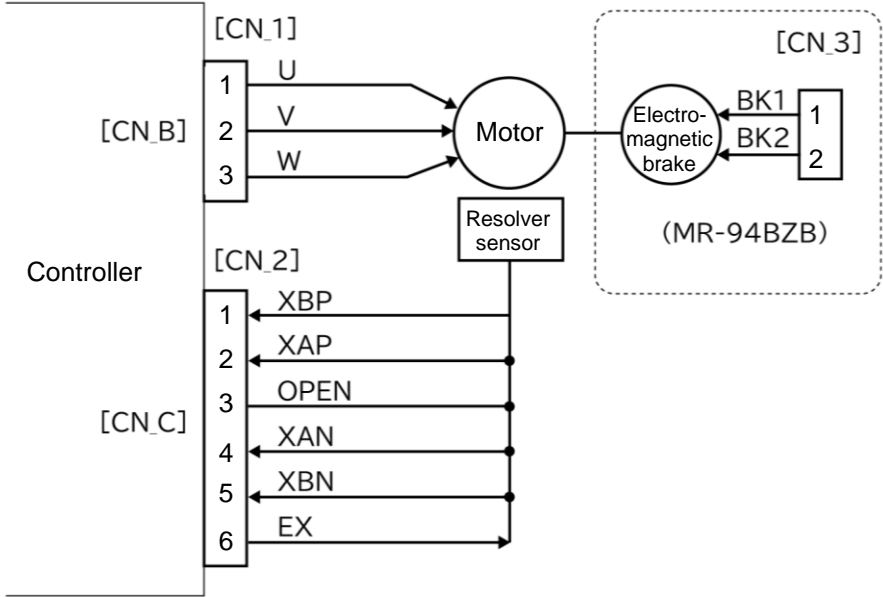 [CN_1]
[CN_3]
1
U
[CN_B]
2
V
3
W
Motor
Electro-
magnetic
brake
BK1
1
BK2
2
(MR-94BZB)
Resolver
sensor
Controller
[CN_2]
1
XBP
2
XAP
3
OPEN
[CN_C]
4
XAN
5
XBN
6
EX